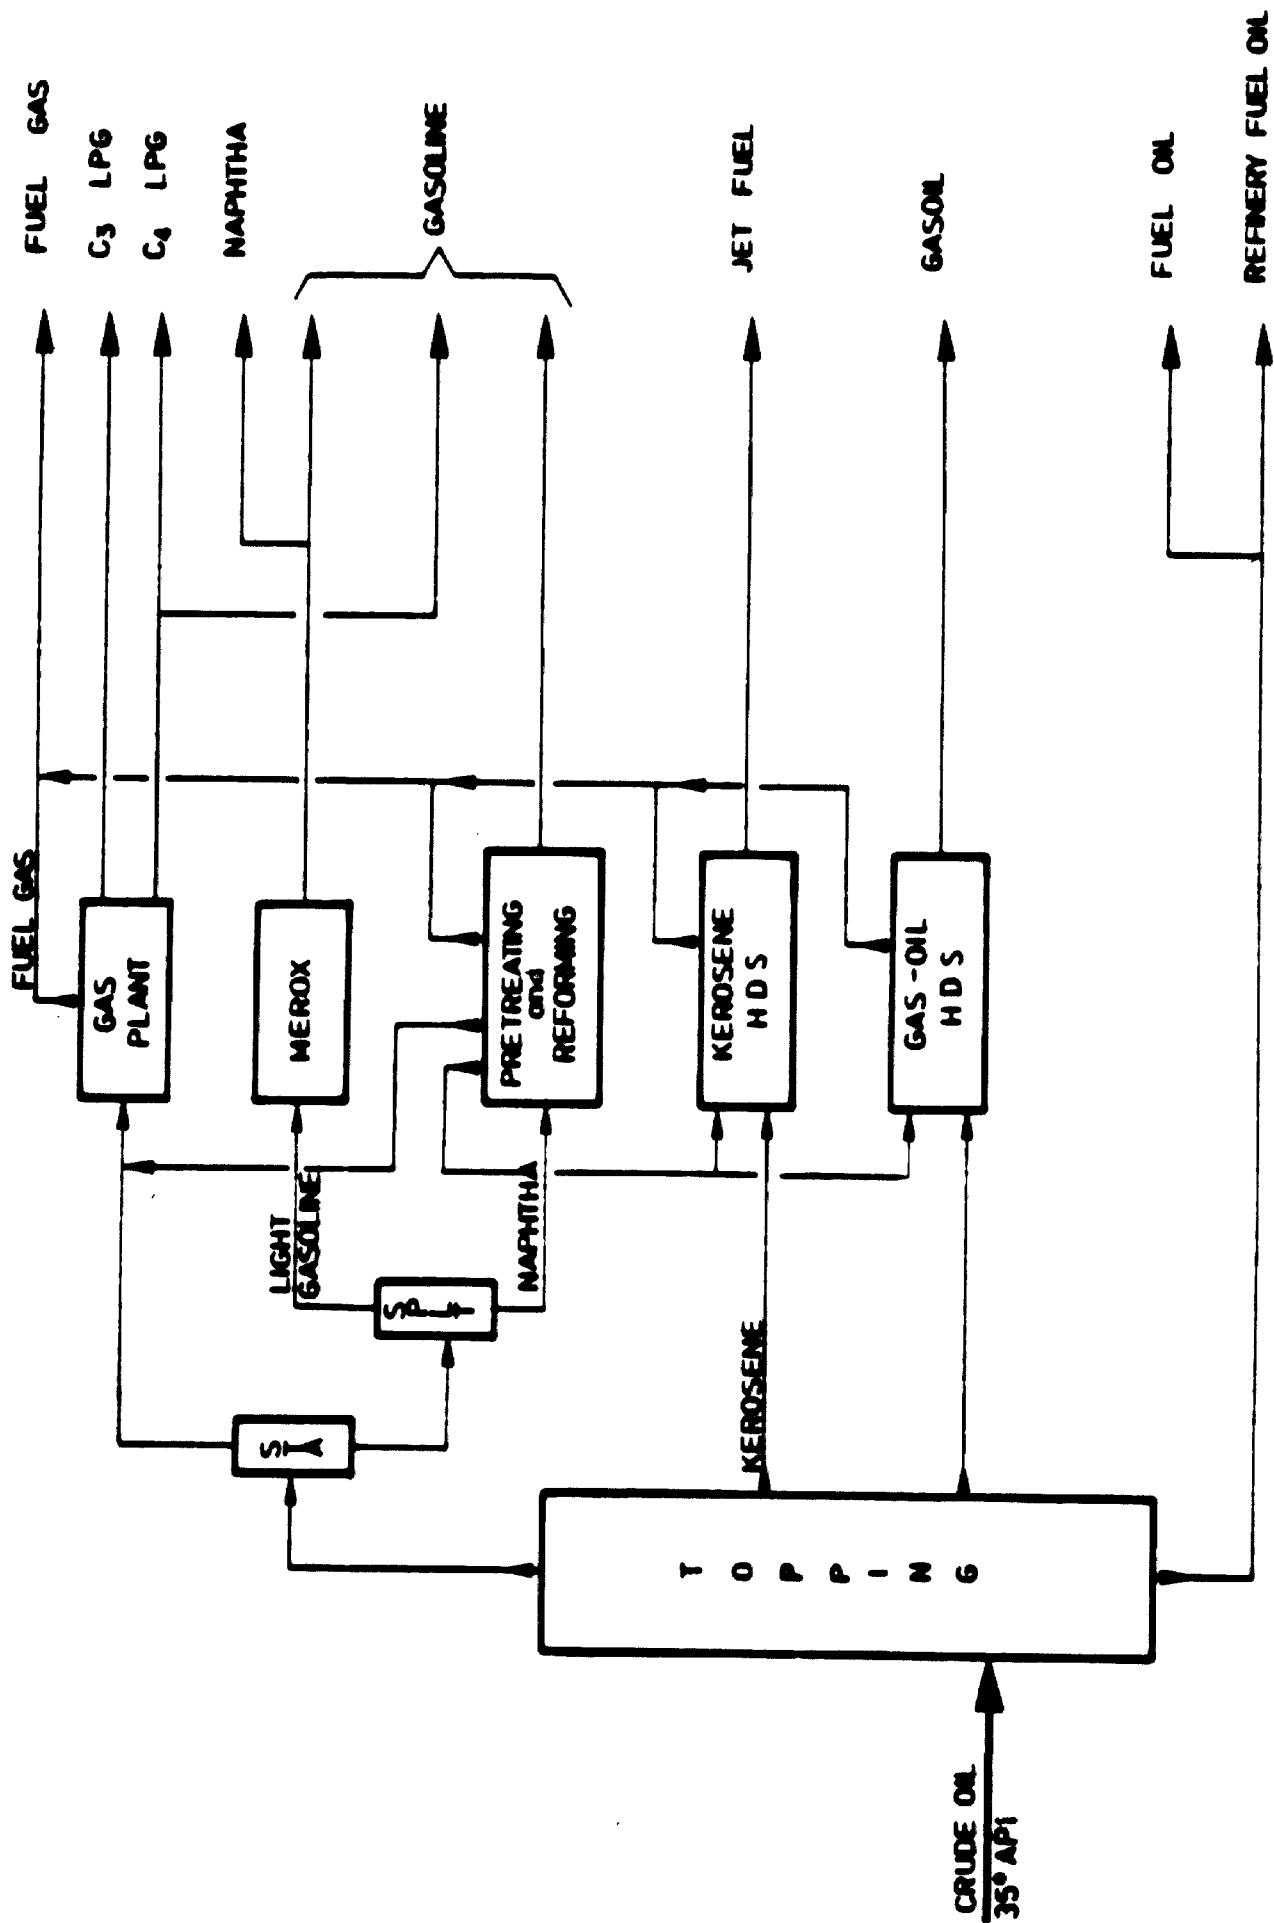 FUEL GAS
C3 LPG
C4 LPG
NAPHTHA
GASOLINE
JET FUEL
GASOIL
FUEL OIL
REFINERY FUEL OIL
FUEL GAS
GAS
PLANT
MEROX
PRETREATING
and
REFORMING
KEROSENE
HDS
GAS-OIL
HDS
LIGHT
GASOLINE
NAPHTHA
SPLIT
STA
KEROSENE
TOPPING
CRUDE OIL
35° API